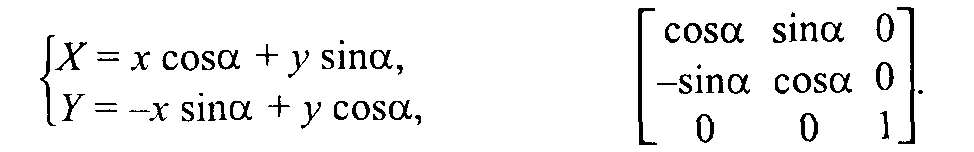 X = x cosα + y sinα,
Y = –x sinα + y cosα,
cosα sinα 0
–sinα cosα 0
0 0 1.